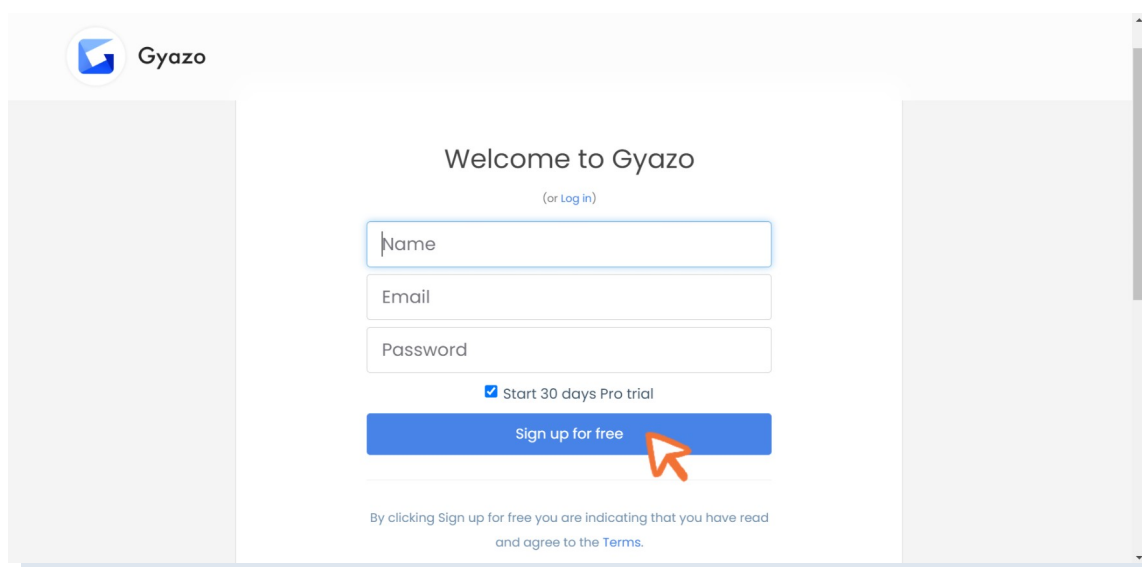 Gyazo
Welcome to Gyazo
(or Log in)
Name
Email
Password
Start 30 days Pro trial
Sign up for free
By clicking Sign up for free you are indicating that you have read
and agree to the Terms.